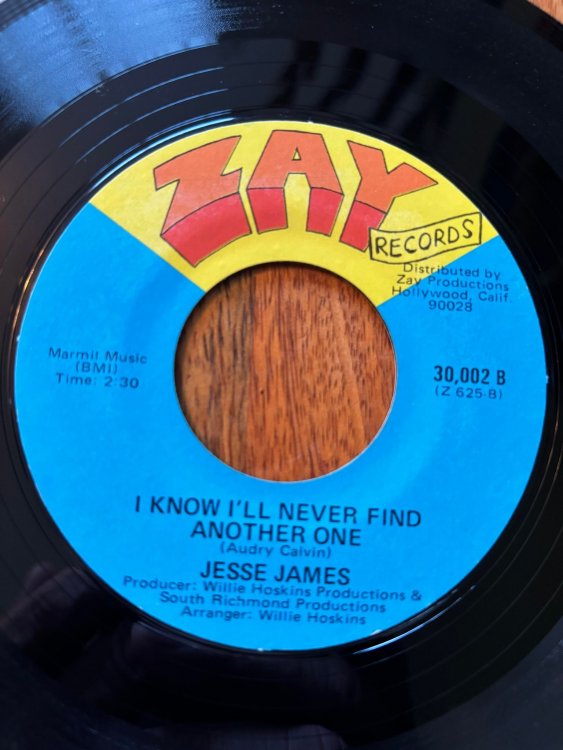 ZAY
RECORDS
Distributed by
Zay Productions
Hollywood, Calif.
90028
Marmil Music
(BMI)
Time: 2:30
30,002 B
(Z 625-B)
I KNOW I'LL NEVER FIND
ANOTHER ONE
(Audry Calvin)
JESSE JAMES
Producer: Willie Hoskins Productions &
South Richmond Productions
Arranger: Willie Hoskins